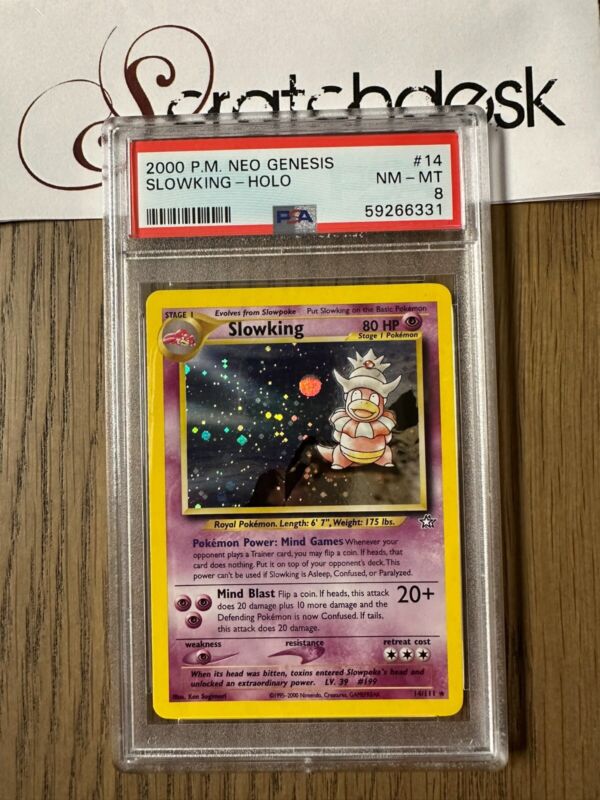 Scratchdesk
2000 P.M. NEO GENESIS #14
SLOWKING - HOLO NM - MT
8
PSA 59266331
STAGE 1 Evolves from Slowpoke Put Slowking on the Basic Pokémon
Slowking 80 HP
Stage 1 Pokémon
Royal Pokémon. Length: 6' 7", Weight: 175 lbs.
Pokémon Power: Mind Games Whenever your
opponent plays a Trainer card, you may flip a coin. If heads, that
card does nothing. Put it on top of your opponent's deck. This
power can't be used if Slowking is Asleep, Confused, or Paralyzed.
Mind Blast Flip a coin. If heads, this attack 20+
does 20 damage plus 10 more damage and the
Defending Pokémon is now Confused. If tails,
this attack does 20 damage.
weakness resistance retreat cost
When its head was bitten, toxins entered Slowpoke's head and
unlocked an extraordinary power. LV. 39 #199
Illus. Ken Sugimori ©1995-2000 Nintendo, Creatures, GAMEFREAK. 14/111